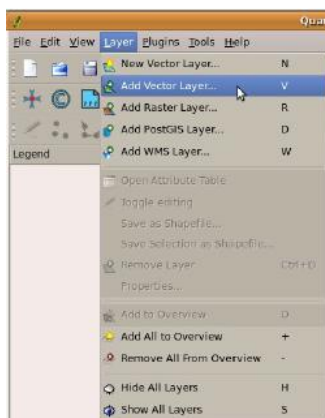 Qua
File Edit View Layer Plugins Tools Help
New Vector Layer... N
Add Vector Layer... V
Add Raster Layer... R
Add PostGIS Layer... D
Add WMS Layer... W
Legend
Open Attribute Table
Toggle editing
Save as Shapefile...
Save Selection as Shapefile...
Remove Layer Ctrl+D
Properties...
Add to Overview O
Add All to Overview +
Remove All From Overview -
Hide All Layers H
Show All Layers S